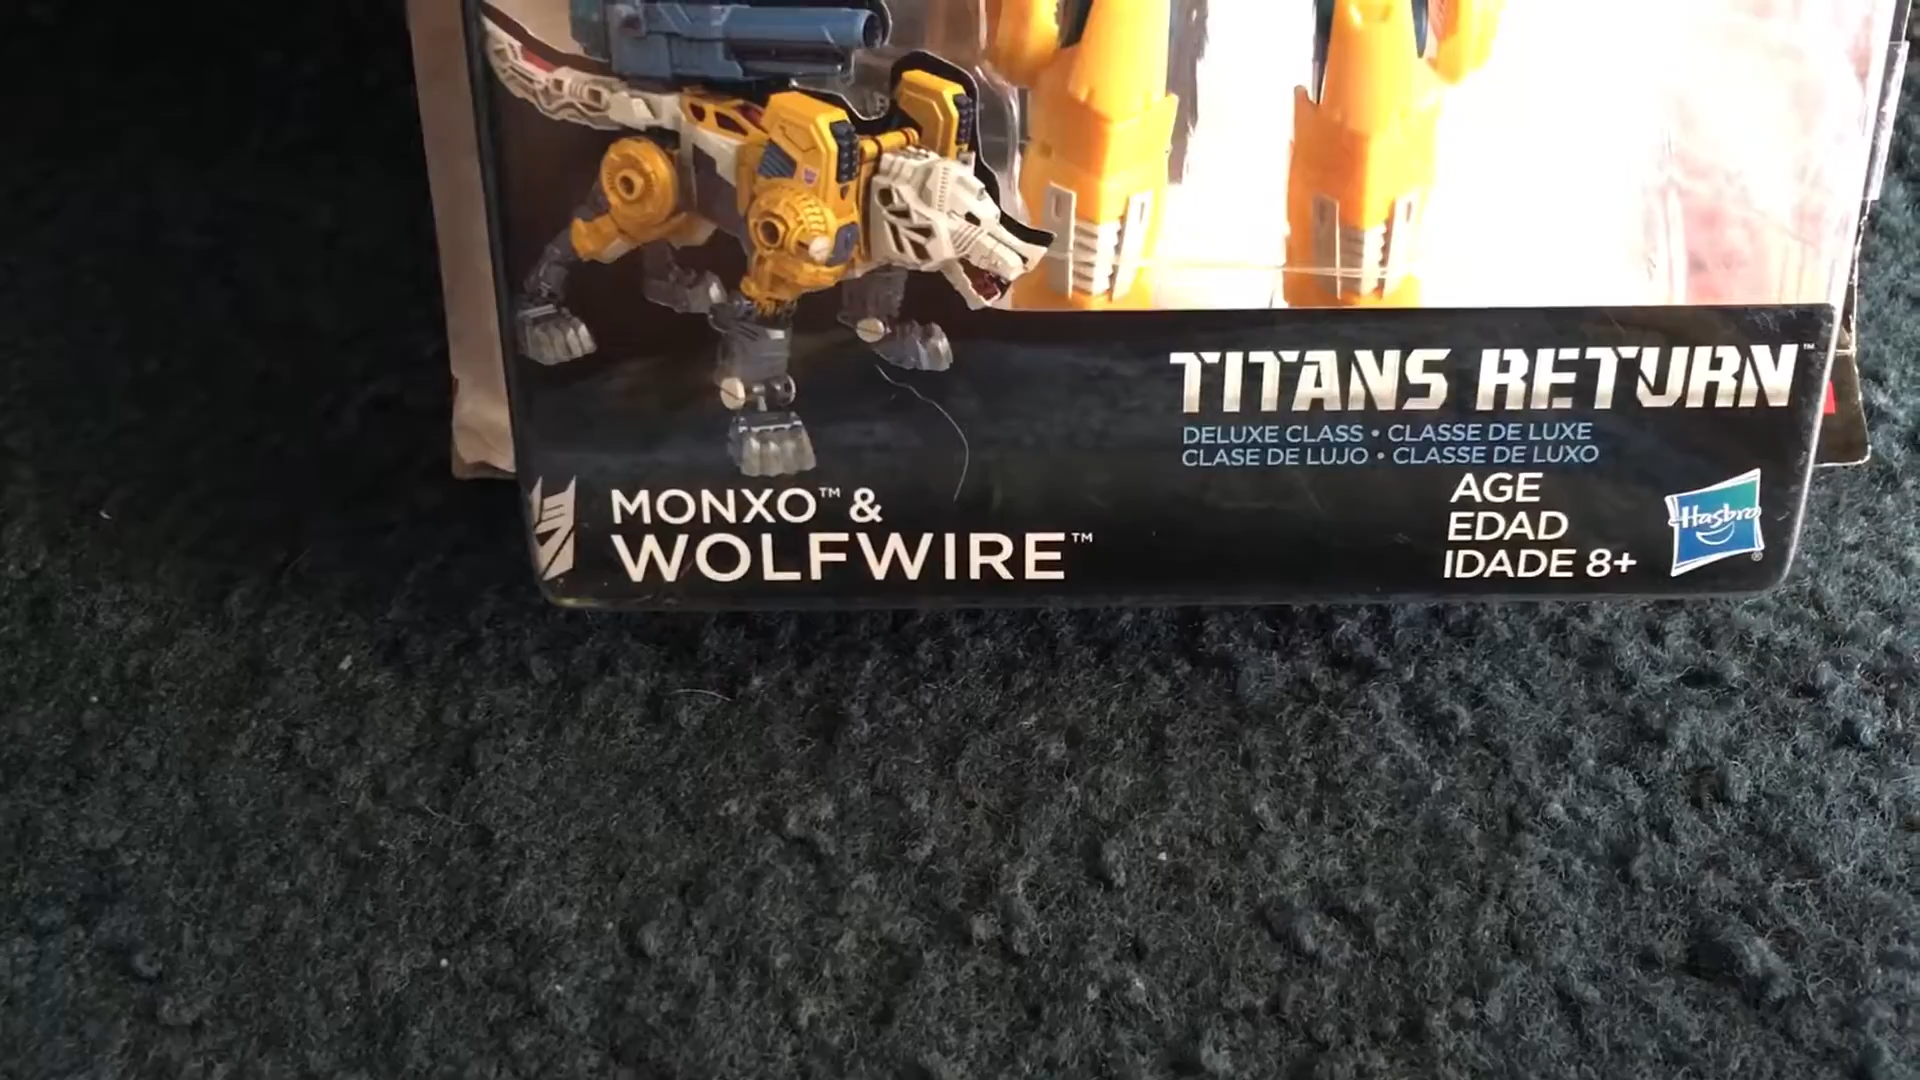 TITANS RETURN™
DELUXE CLASS • CLASSE DE LUXE
CLASE DE LUJO • CLASSE DE LUXO
MONXO™ &
WOLFWIRE™
AGE
EDAD
IDADE 8+
Hasbro®